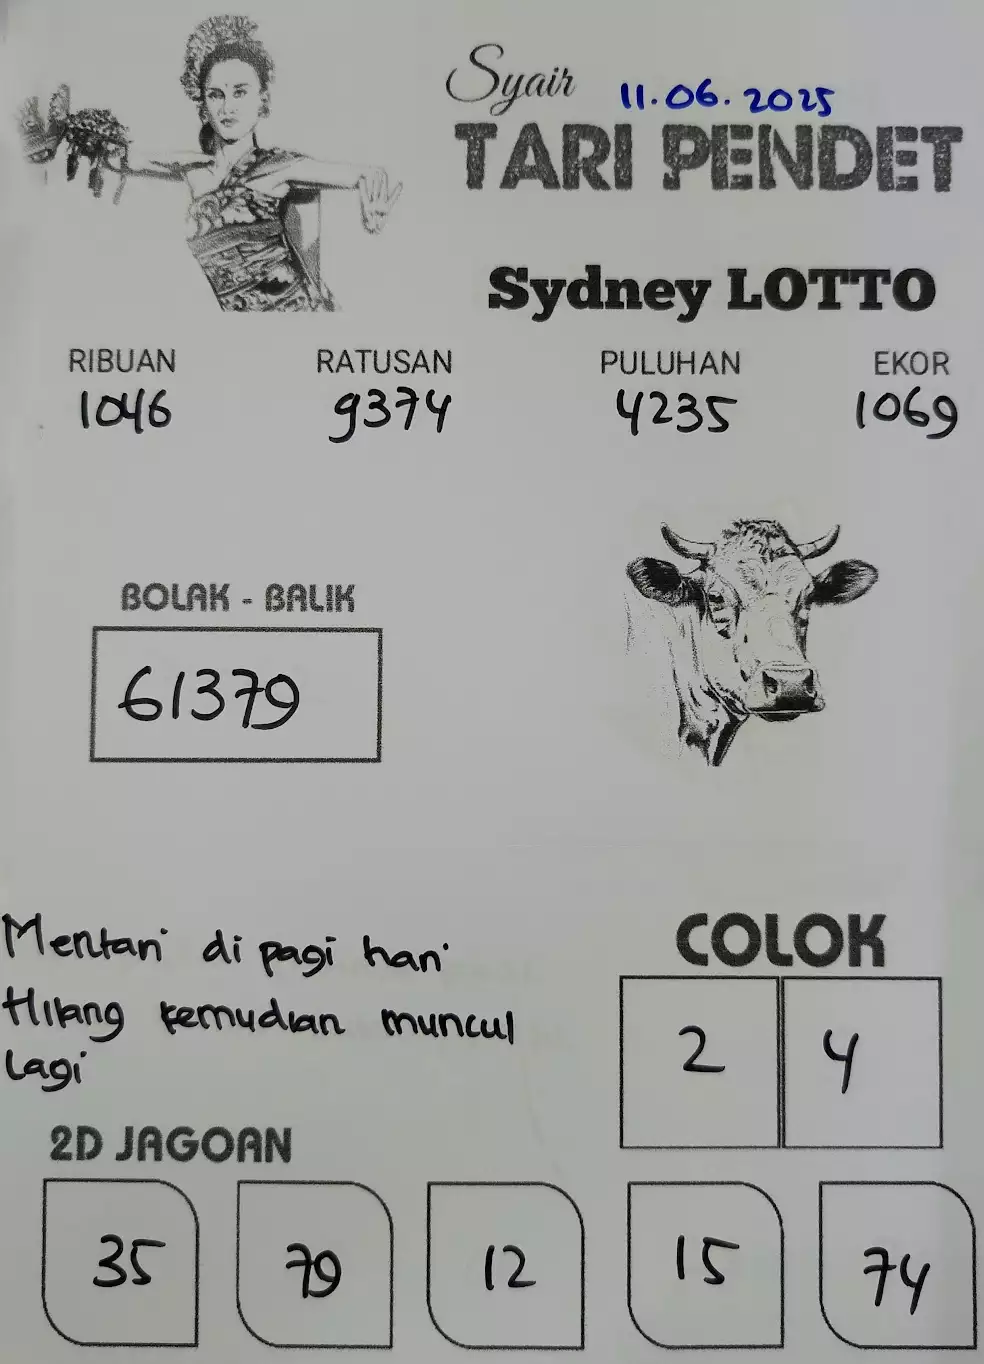 Syair 11.06.2025
TARI PENDET
Sydney LOTTO
RIBUAN RATUSAN PULUHAN EKOR
1046 9374 4235 1069
BOLAK - BALIK
61379
Mentari di pagi hari
Hilang kemudian muncul
lagi
COLOK
2 4
2D JAGOAN
35 79 12 15 74